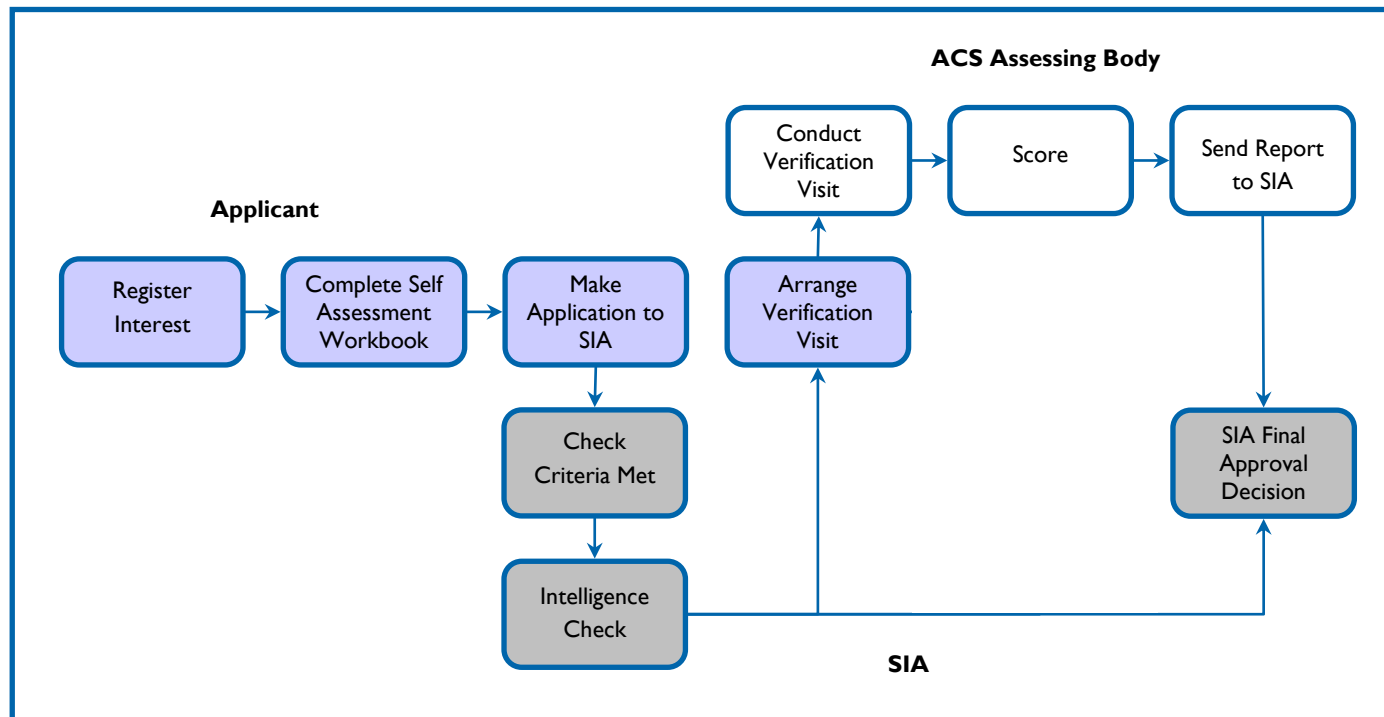 ACS Assessing Body
Conduct
Verification
Visit
Score
Send Report
to SIA
Applicant
Register
Interest
Complete Self
Assessment
Workbook
Make
Application to
SIA
Arrange
Verification
Visit
Check
Criteria Met
SIA Final
Approval
Decision
Intelligence
Check
SIA